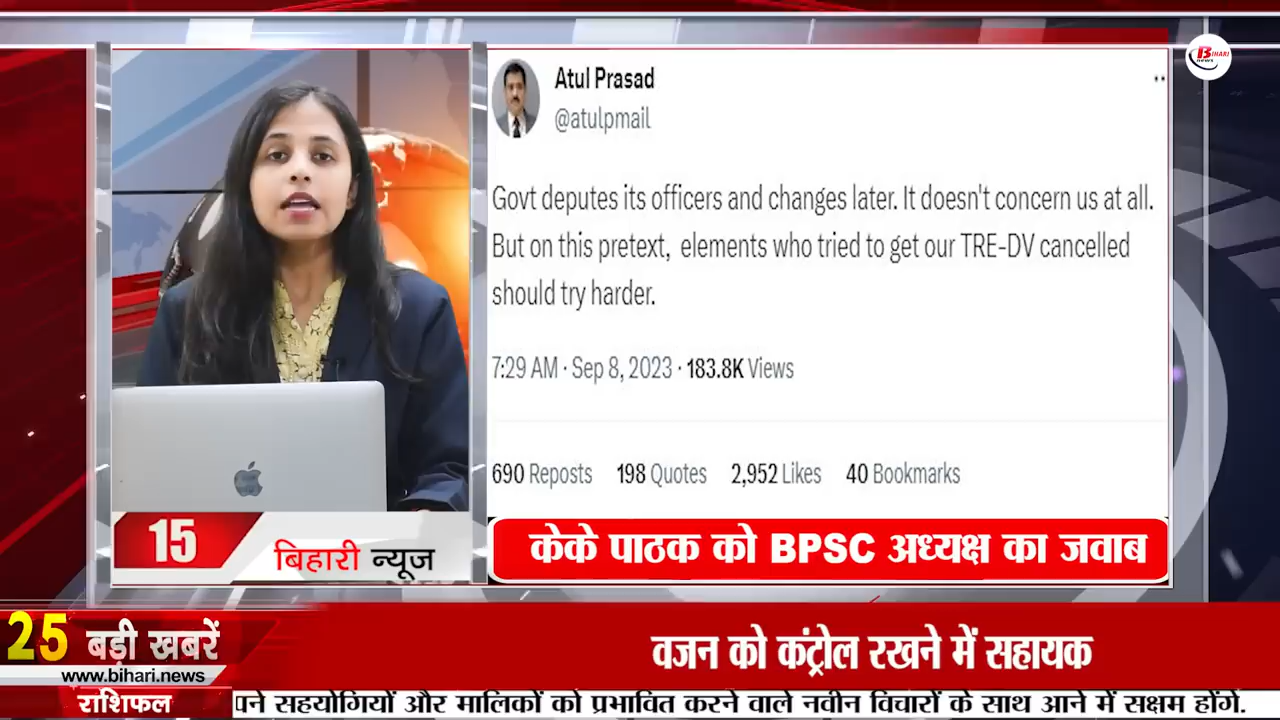 BIHARI
news
Atul Prasad
@atulpmail
Govt deputes its officers and changes later. It doesn't concern us at all.
But on this pretext, elements who tried to get our TRE-DV cancelled
should try harder.
7:29 AM · Sep 8, 2023 · 183.8K Views
690 Reposts 198 Quotes 2,952 Likes 40 Bookmarks
15
बिहारी न्यूज
केके पाठक को BPSC अध्यक्ष का जवाब
25 बड़ी खबरें
www.bihari.news
वजन को कंट्रोल रखने में सहायक
राशिफल
सहयोगियों और मालिकों को प्रभावित करने वाले नवीन विचारों के साथ आने में सक्षम होंगे.